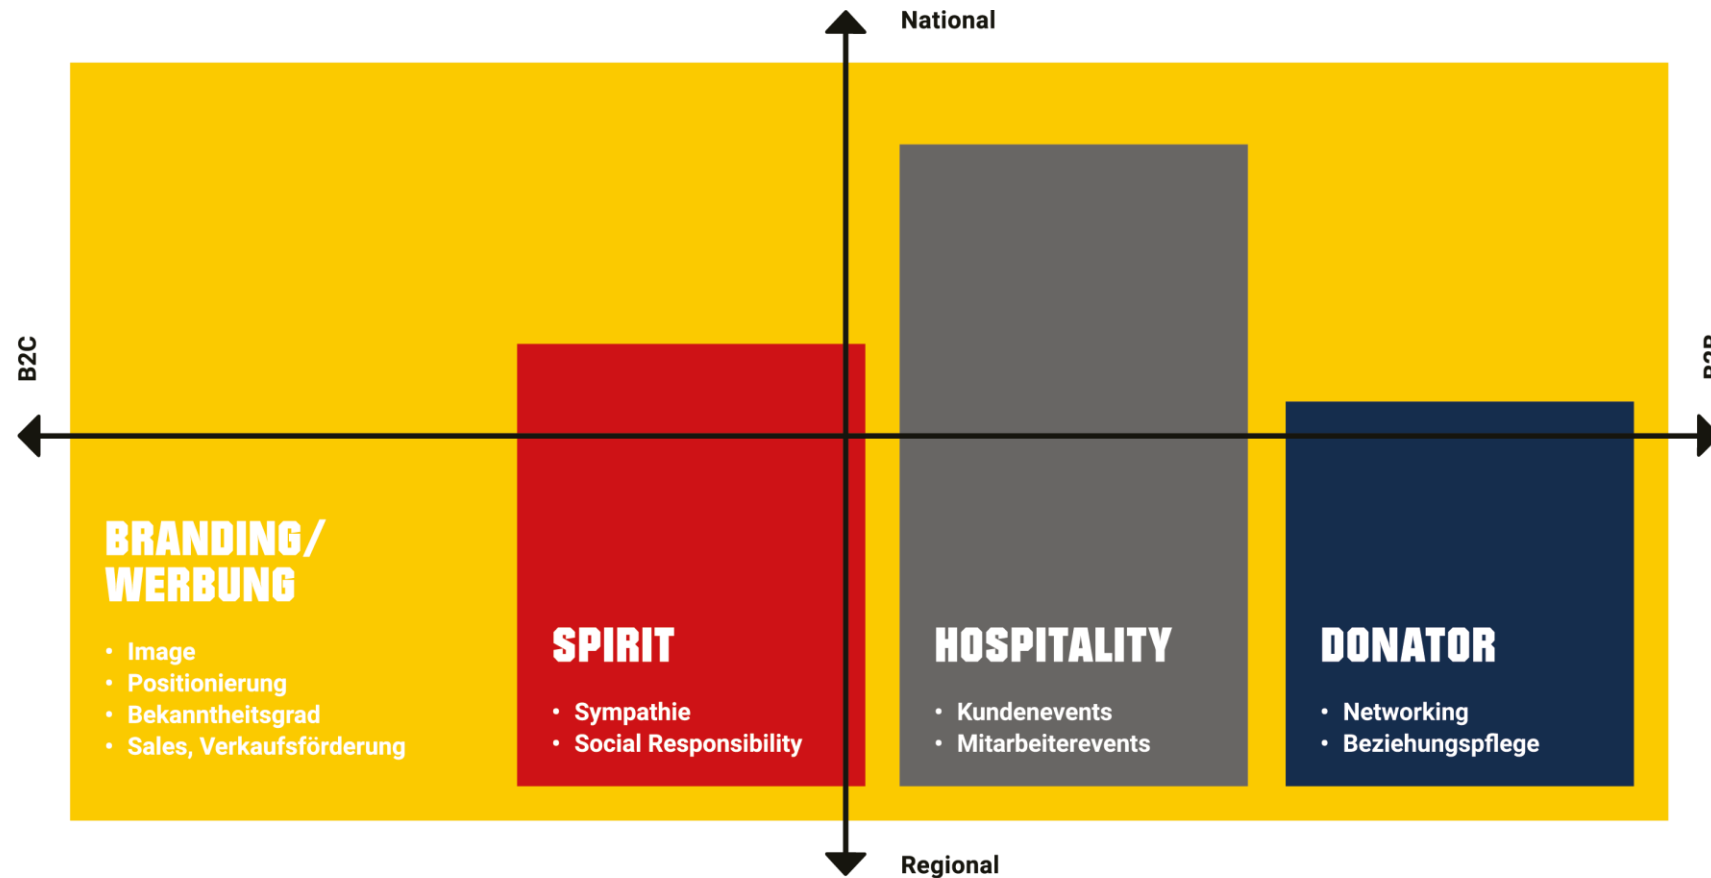 National
B2C
B2B
BRANDING/
WERBUNG
• Image
• Positionierung
• Bekanntheitsgrad
• Sales, Verkaufsförderung
SPIRIT
• Sympathie
• Social Responsibility
HOSPITALITY
• Kundenevents
• Mitarbeiterevents
DONATOR
• Networking
• Beziehungspflege
Regional